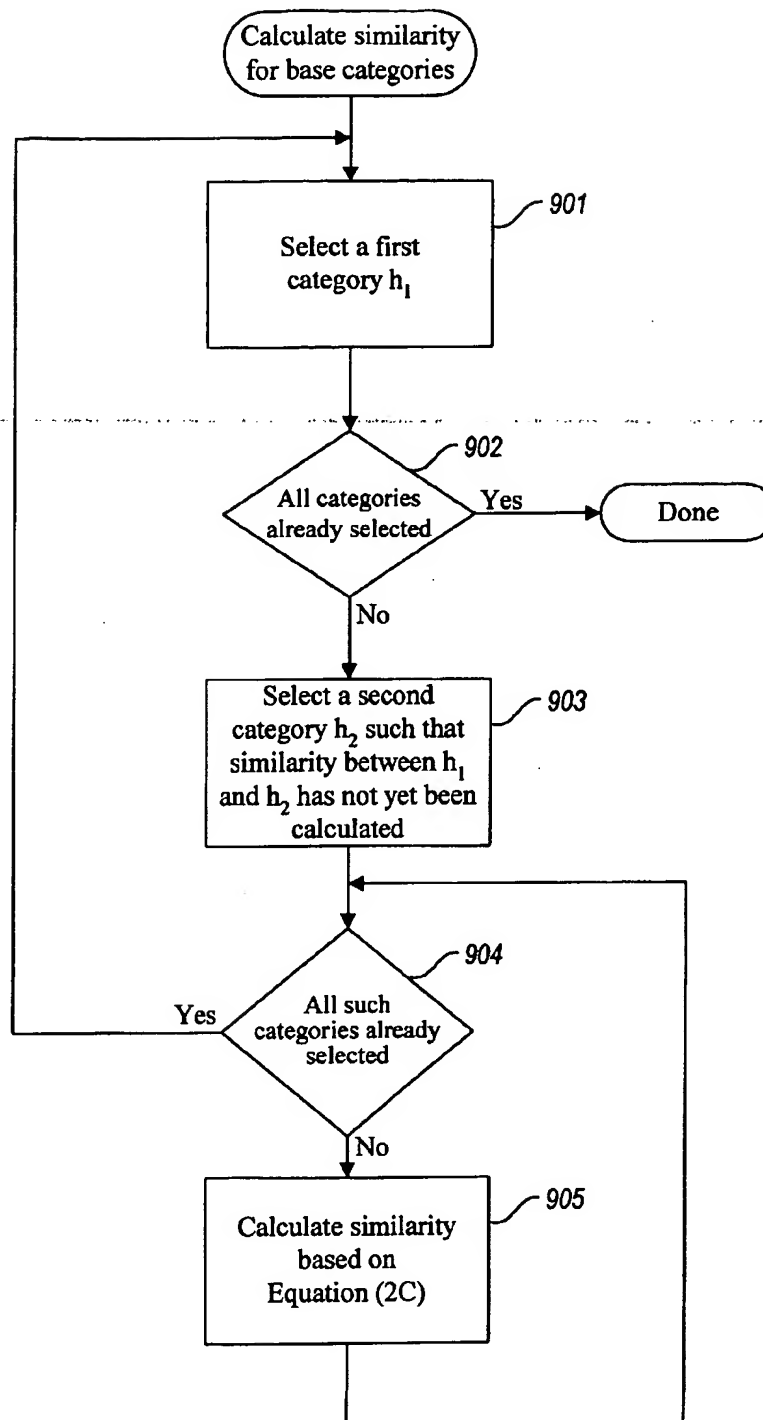 Calculate similarity
for base categories
901
Select a first
category h₁
902
All categories
already selected
Yes
Done
No
Select a second
category h₂ such that
similarity between h₁
and h₂ has not yet been
calculated
903
904
Yes
All such
categories already
selected
No
905
Calculate similarity
based on
Equation (2C)